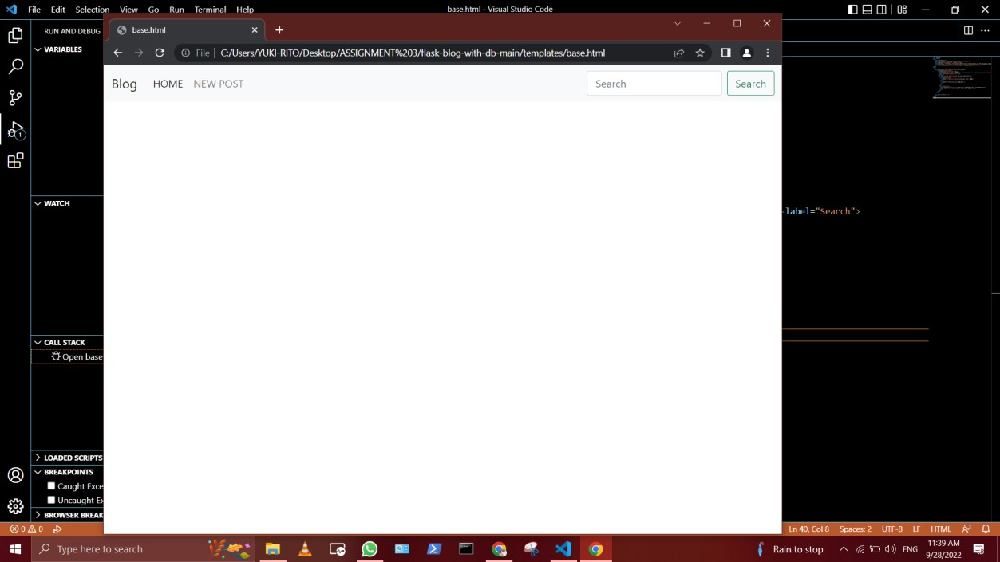 File Edit Selection View Go Run Terminal Help
base.html - Visual Studio Code
RUN AND DEBUG
VARIABLES
WATCH
CALL STACK
Open base
LOADED SCRIPTS
BREAKPOINTS
Caught Exce
Uncaught Ex
BROWSER BREAK
1
base.html
File | C:/Users/YUKI-RITO/Desktop/ASSIGNMENT%203/flask-blog-with-db-main/templates/base.html
Blog HOME NEW POST Search Search
-label="Search">
0 0 Ln 40, Col 8 Spaces: 2 UTF-8 LF HTML
Type here to search
Rain to stop ENG 11:39 AM
9/28/2022